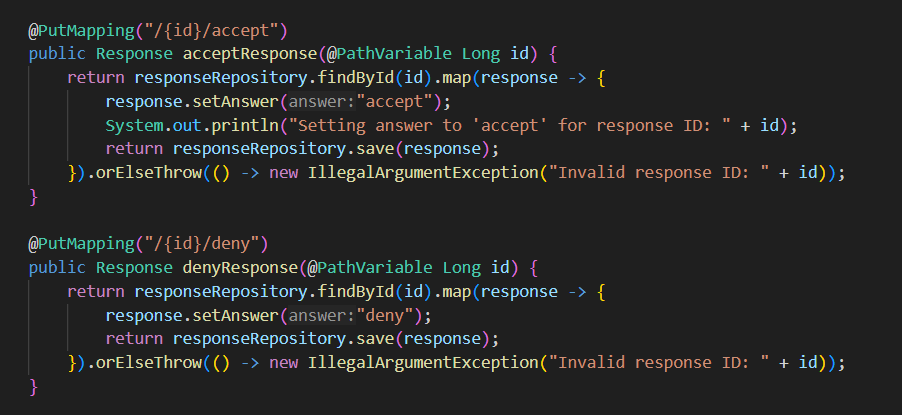 @PutMapping("/{id}/accept")
public Response acceptResponse(@PathVariable Long id) {
    return responseRepository.findById(id).map(response -> {
        response.setAnswer(answer:"accept");
        System.out.println("Setting answer to 'accept' for response ID: " + id);
        return responseRepository.save(response);
    }).orElseThrow(() -> new IllegalArgumentException("Invalid response ID: " + id));
}

@PutMapping("/{id}/deny")
public Response denyResponse(@PathVariable Long id) {
    return responseRepository.findById(id).map(response -> {
        response.setAnswer(answer:"deny");
        return responseRepository.save(response);
    }).orElseThrow(() -> new IllegalArgumentException("Invalid response ID: " + id));
}